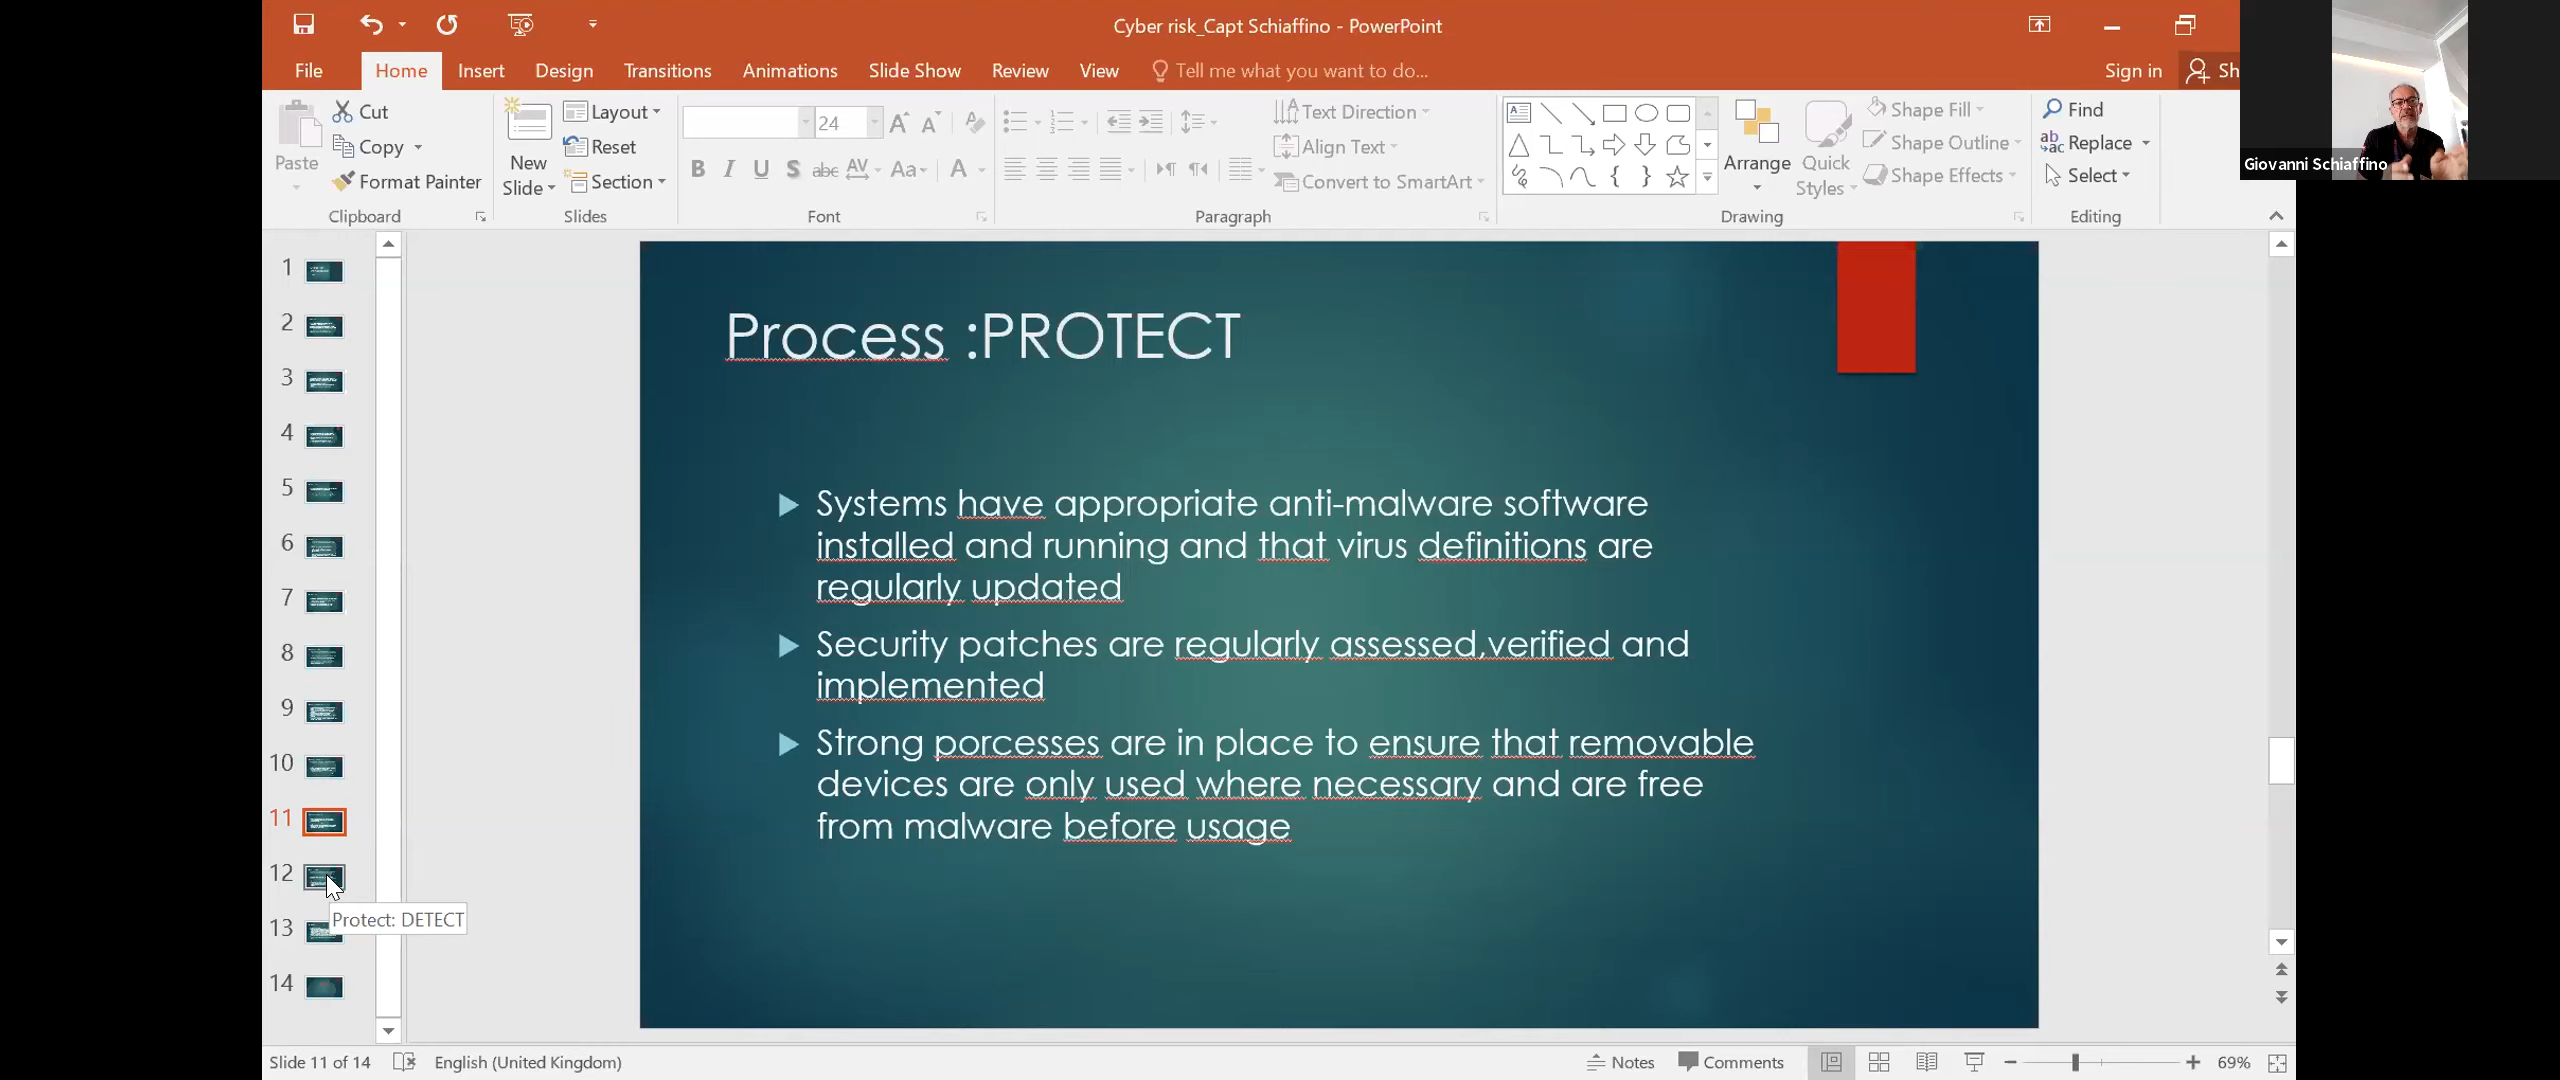 Cyber risk_Capt Schiaffino - PowerPoint
File
Home
Insert
Design
Transitions
Animations
Slide Show
Review
View
Tell me what you want to do...
Sign in
Sh
Giovanni Schiaffino
Paste
Cut
Copy
Format Painter
Clipboard
New
Slide
Layout
Reset
Section
Slides
24
B I U S abc AV Aa A
Font
Text Direction
Align Text
Convert to SmartArt
Paragraph
Arrange
Quick
Styles
Shape Fill
Shape Outline
Shape Effects
Drawing
Find
Replace
Select
Editing
1
2
3
4
5
6
7
8
9
10
11
12
13
14
Protect: DETECT
Process :PROTECT
Systems have appropriate anti-malware software
installed and running and that virus definitions are
regularly updated
Security patches are regularly assessed,verified and
implemented
Strong porcesses are in place to ensure that removable
devices are only used where necessary and are free
from malware before usage
Slide 11 of 14
English (United Kingdom)
Notes
Comments
69%